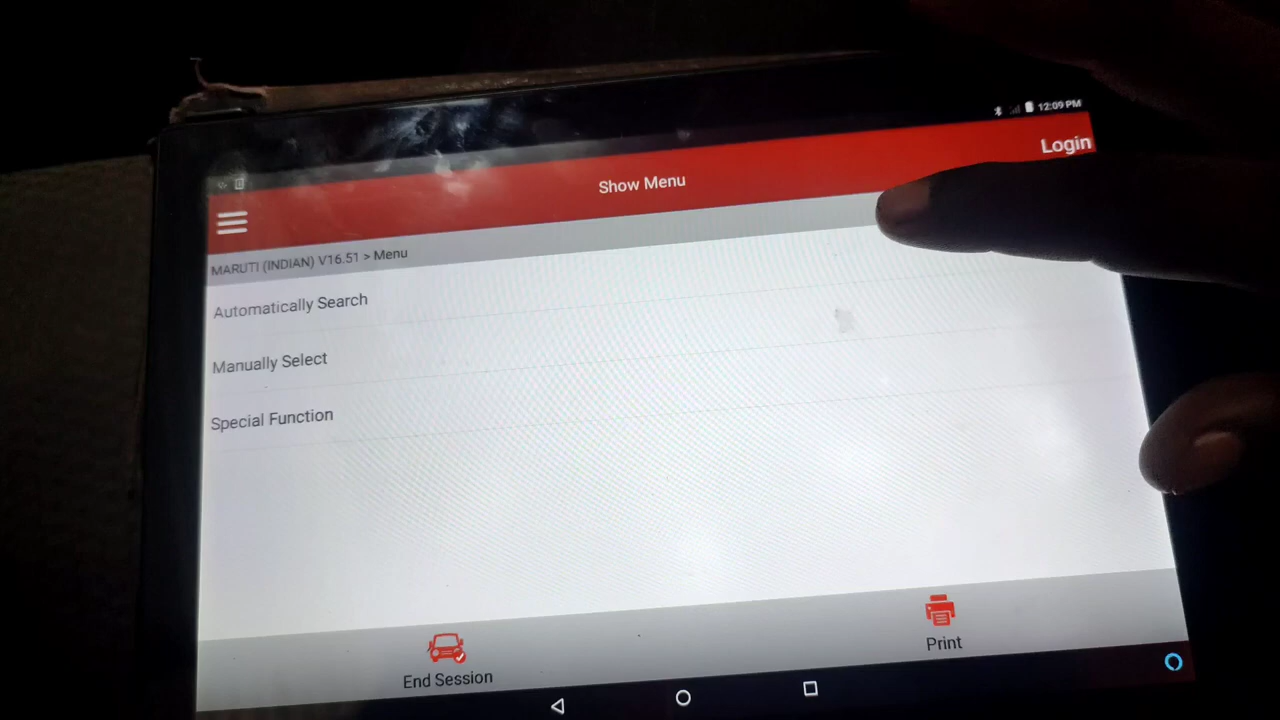 12:09 PM
Login
Show Menu
MARUTI (INDIAN) V16.51 > Menu
Automatically Search
Manually Select
Special Function
End Session
Print